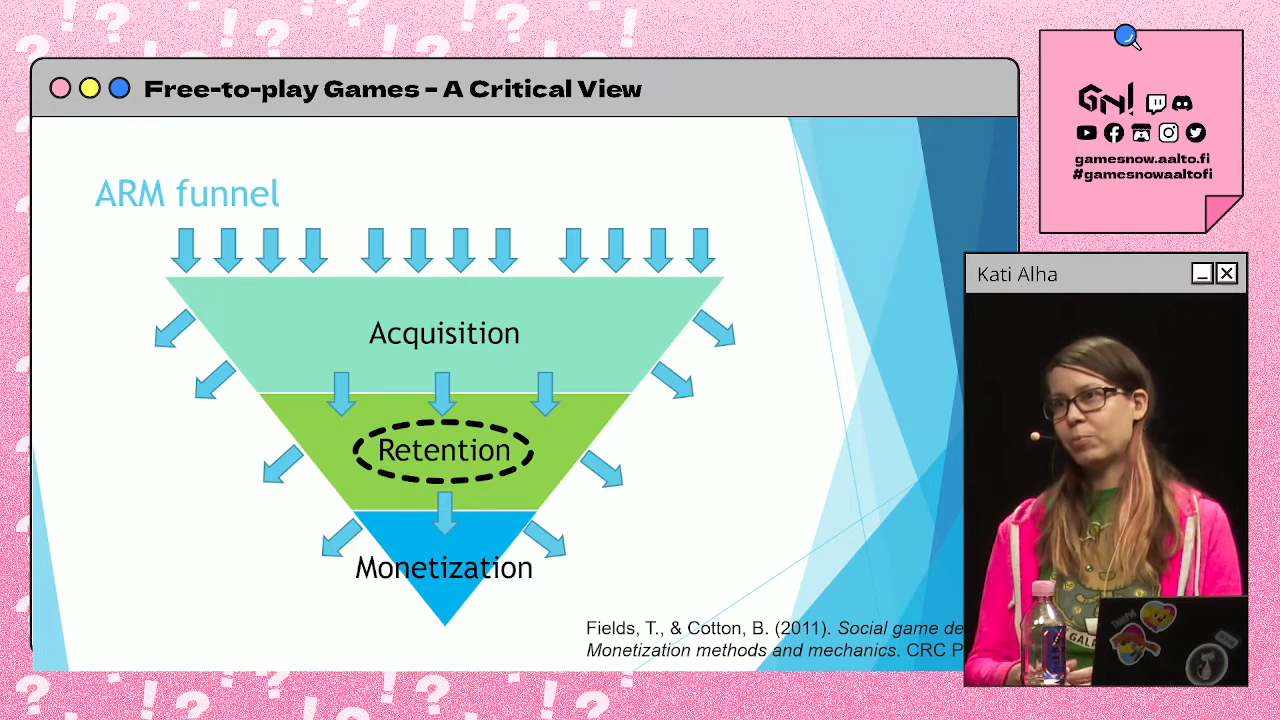 Free-to-play Games – A Critical View
GN!
gamesnow.aalto.fi
#gamesnowaaltofi
ARM funnel
Acquisition
Retention
Monetization
Fields, T., & Cotton, B. (2011). Social game de
Monetization methods and mechanics. CRC P
Kati Alha